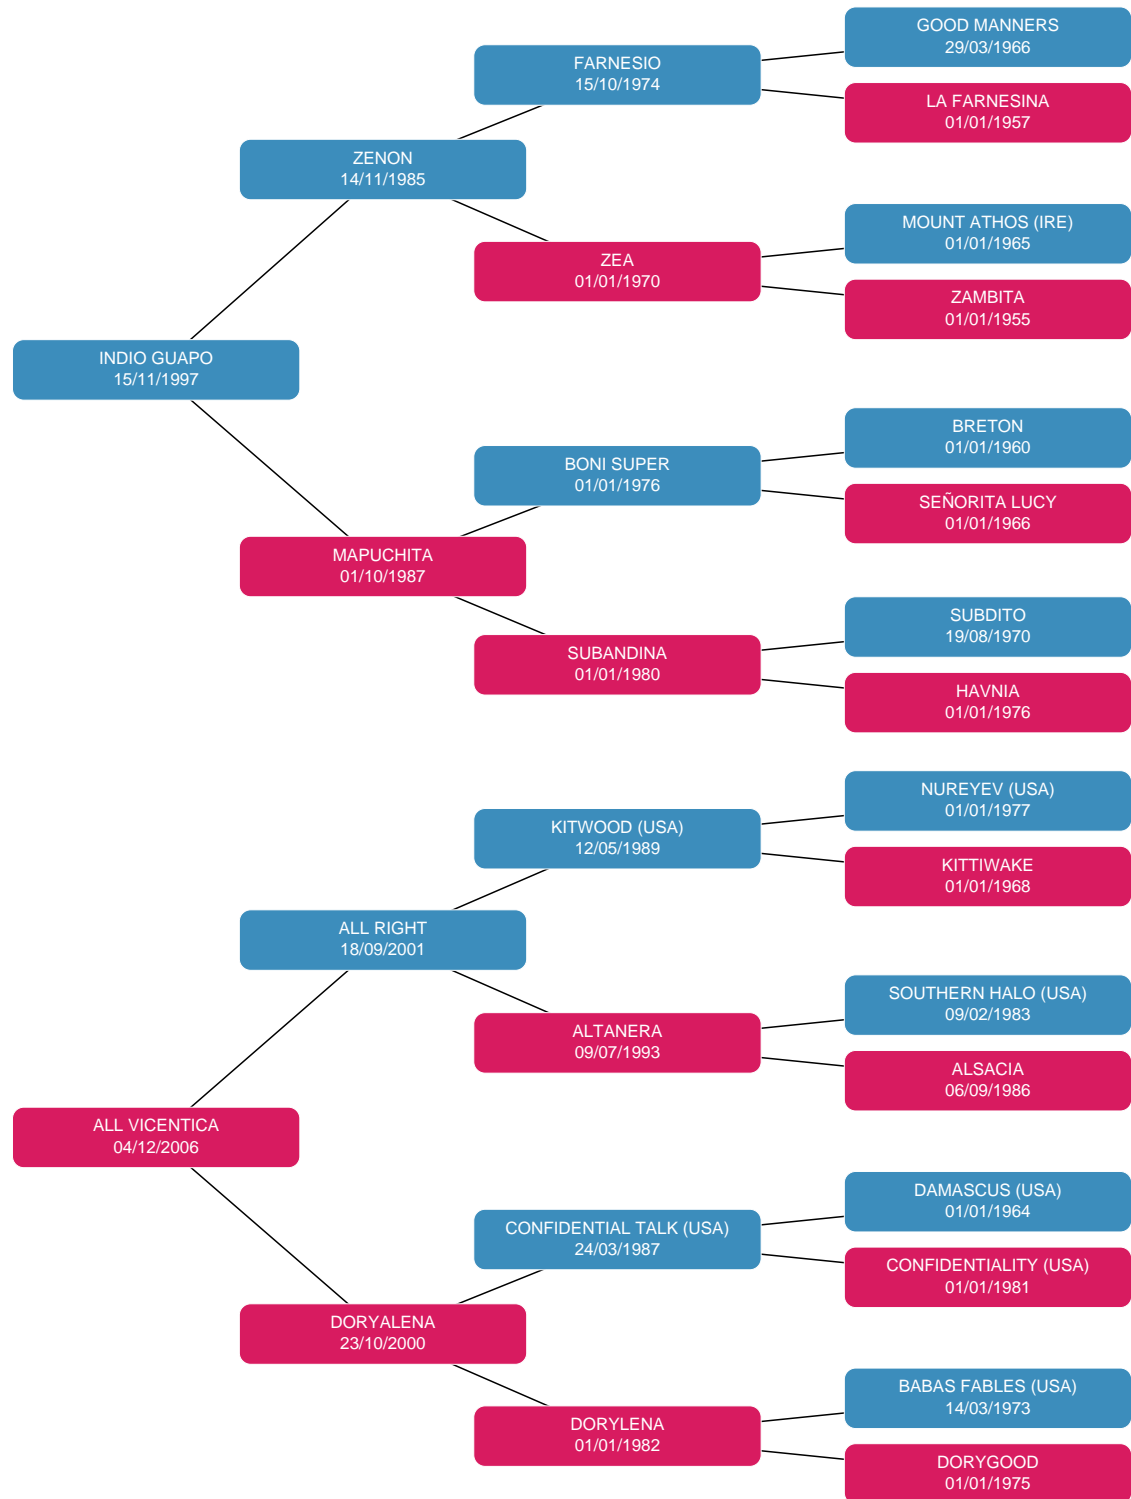 GOOD MANNERS
29/03/1966
FARNESIO
15/10/1974
LA FARNESINA
01/01/1957
ZENON
14/11/1985
MOUNT ATHOS (IRE)
01/01/1965
ZEA
01/01/1970
ZAMBITA
01/01/1955
INDIO GUAPO
15/11/1997
BRETON
01/01/1960
BONI SUPER
01/01/1976
SEÑORITA LUCY
01/01/1966
MAPUCHITA
01/10/1987
SUBDITO
19/08/1970
SUBANDINA
01/01/1980
HAVNIA
01/01/1976
NUREYEV (USA)
01/01/1977
KITWOOD (USA)
12/05/1989
KITTIWAKE
01/01/1968
ALL RIGHT
18/09/2001
SOUTHERN HALO (USA)
09/02/1983
ALTANERA
09/07/1993
ALSACIA
06/09/1986
ALL VICENTICA
04/12/2006
DAMASCUS (USA)
01/01/1964
CONFIDENTIAL TALK (USA)
24/03/1987
CONFIDENTIALITY (USA)
01/01/1981
DORYALENA
23/10/2000
BABAS FABLES (USA)
14/03/1973
DORYLENA
01/01/1982
DORYGOOD
01/01/1975